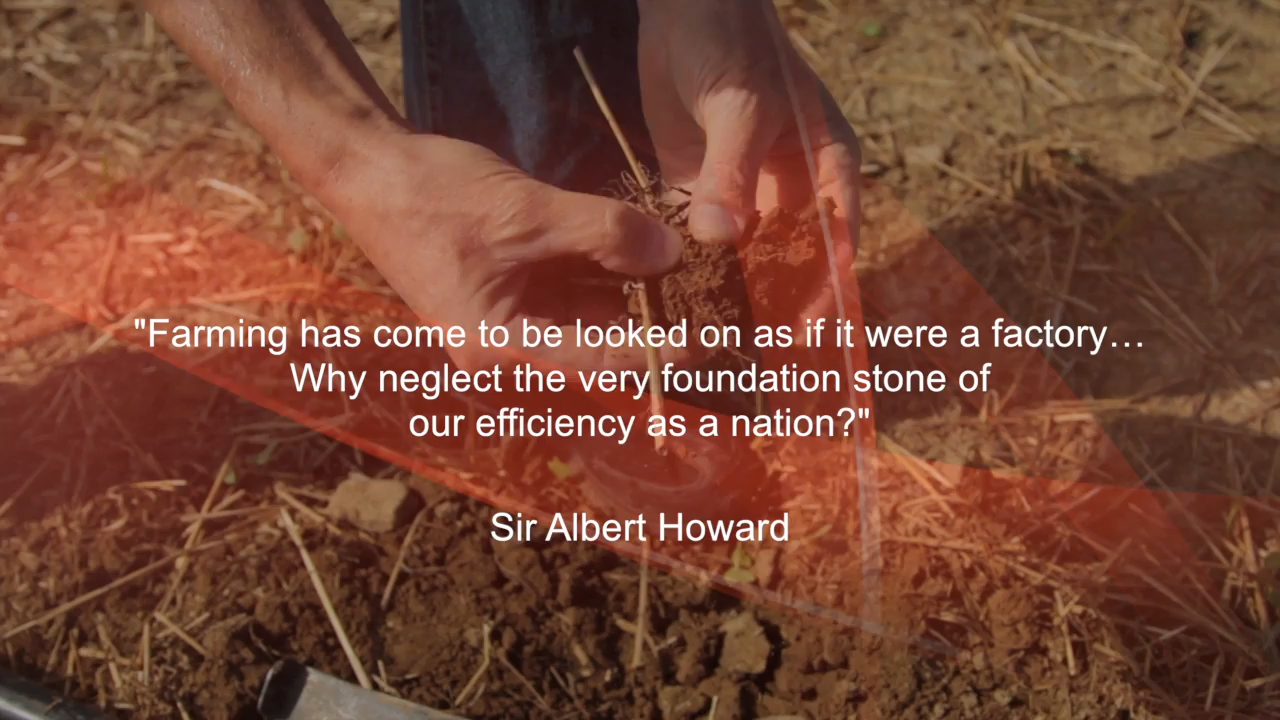 "Farming has come to be looked on as if it were a factory…
Why neglect the very foundation stone of
our efficiency as a nation?"
Sir Albert Howard